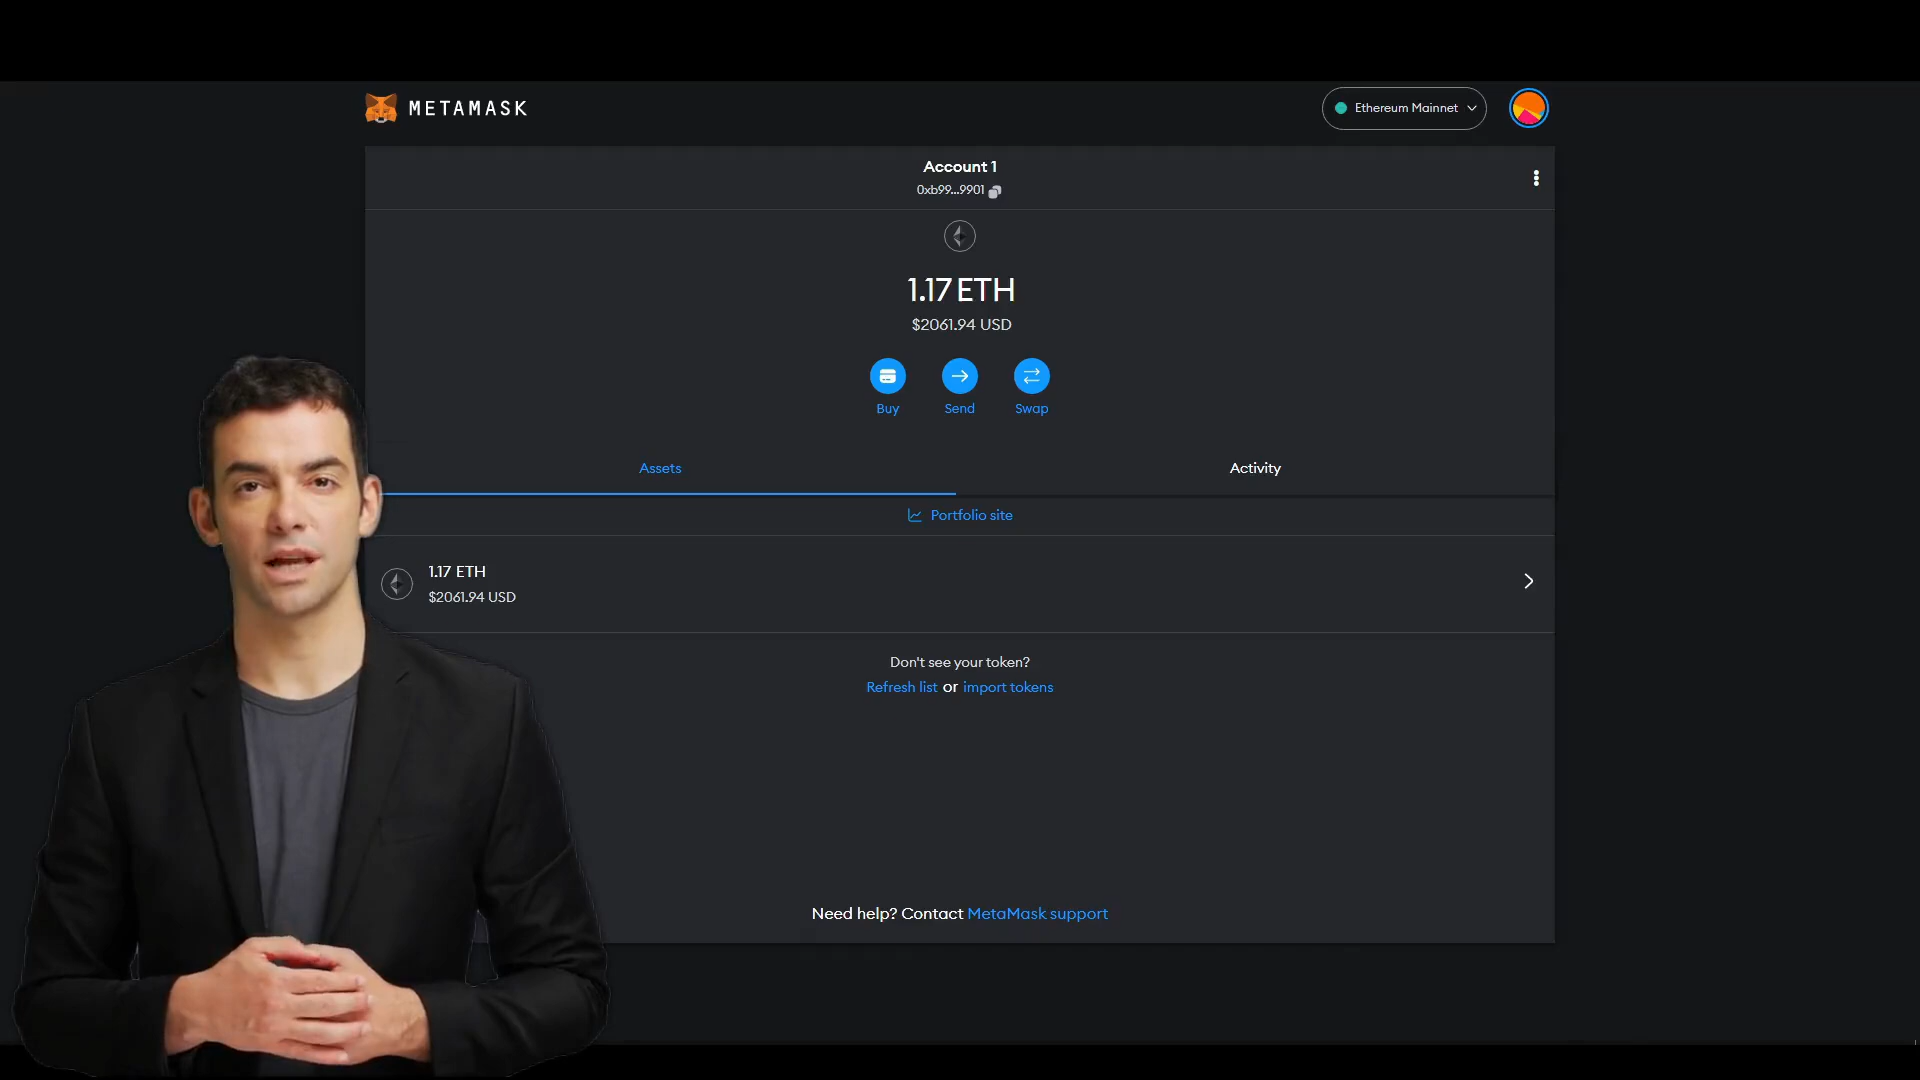 METAMASK
Ethereum Mainnet
Account 1
0xb99...9901
1.17 ETH
$2061.94 USD
Buy
Send
Swap
Assets
Activity
Portfolio site
1.17 ETH
$2061.94 USD
Don't see your token?
Refresh list or import tokens
Need help? Contact MetaMask support